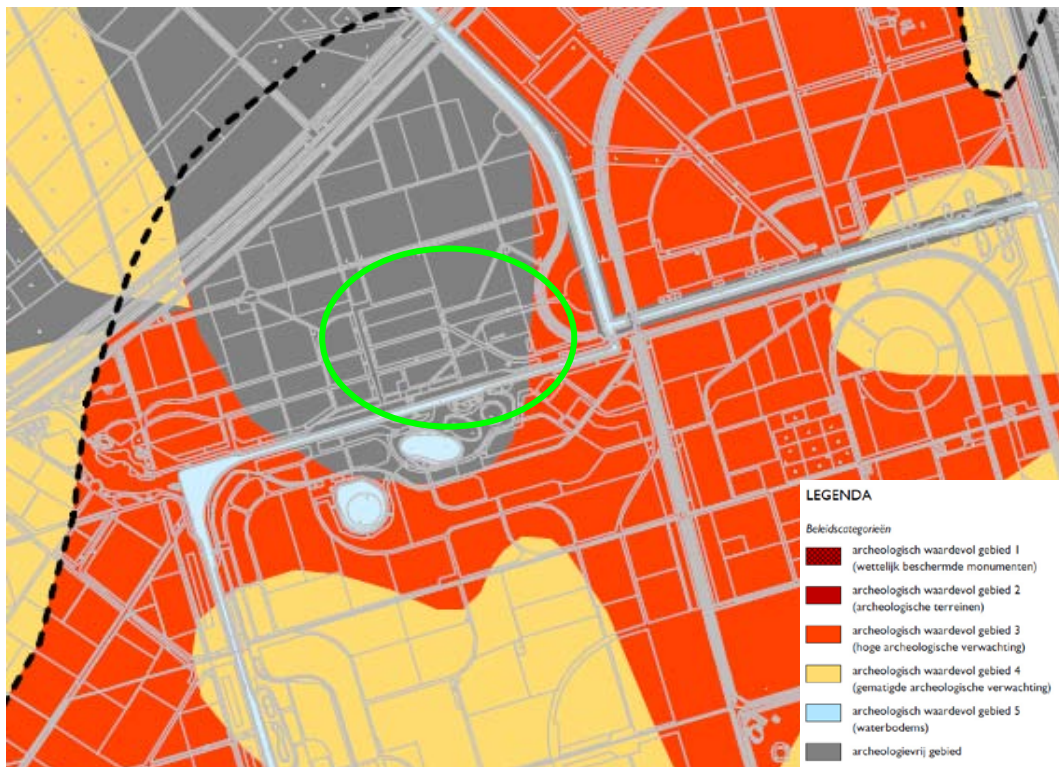 LEGENDA
Beleidscategorieën
archeologisch waardevol gebied 1
(wettelijk beschermde monumenten)
archeologisch waardevol gebied 2
(archeologische terreinen)
archeologisch waardevol gebied 3
(hoge archeologische verwachting)
archeologisch waardevol gebied 4
(gematigde archeologische verwachting)
archeologisch waardevol gebied 5
(waterbodems)
archeologievrij gebied